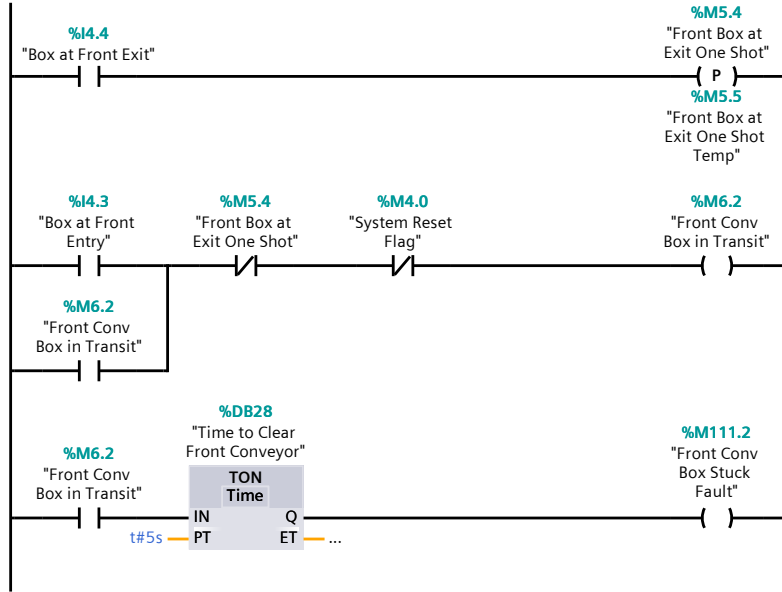 %I4.4
"Box at Front Exit"
%M5.4
"Front Box at
Exit One Shot"
P
%M5.5
"Front Box at
Exit One Shot
Temp"
%I4.3
"Box at Front
Entry"
%M5.4
"Front Box at
Exit One Shot"
%M4.0
"System Reset
Flag"
%M6.2
"Front Conv
Box in Transit"
%M6.2
"Front Conv
Box in Transit"
%M6.2
"Front Conv
Box in Transit"
%DB28
"Time to Clear
Front Conveyor"
TON
Time
IN Q
t#5s PT ET ...
%M111.2
"Front Conv
Box Stuck
Fault"